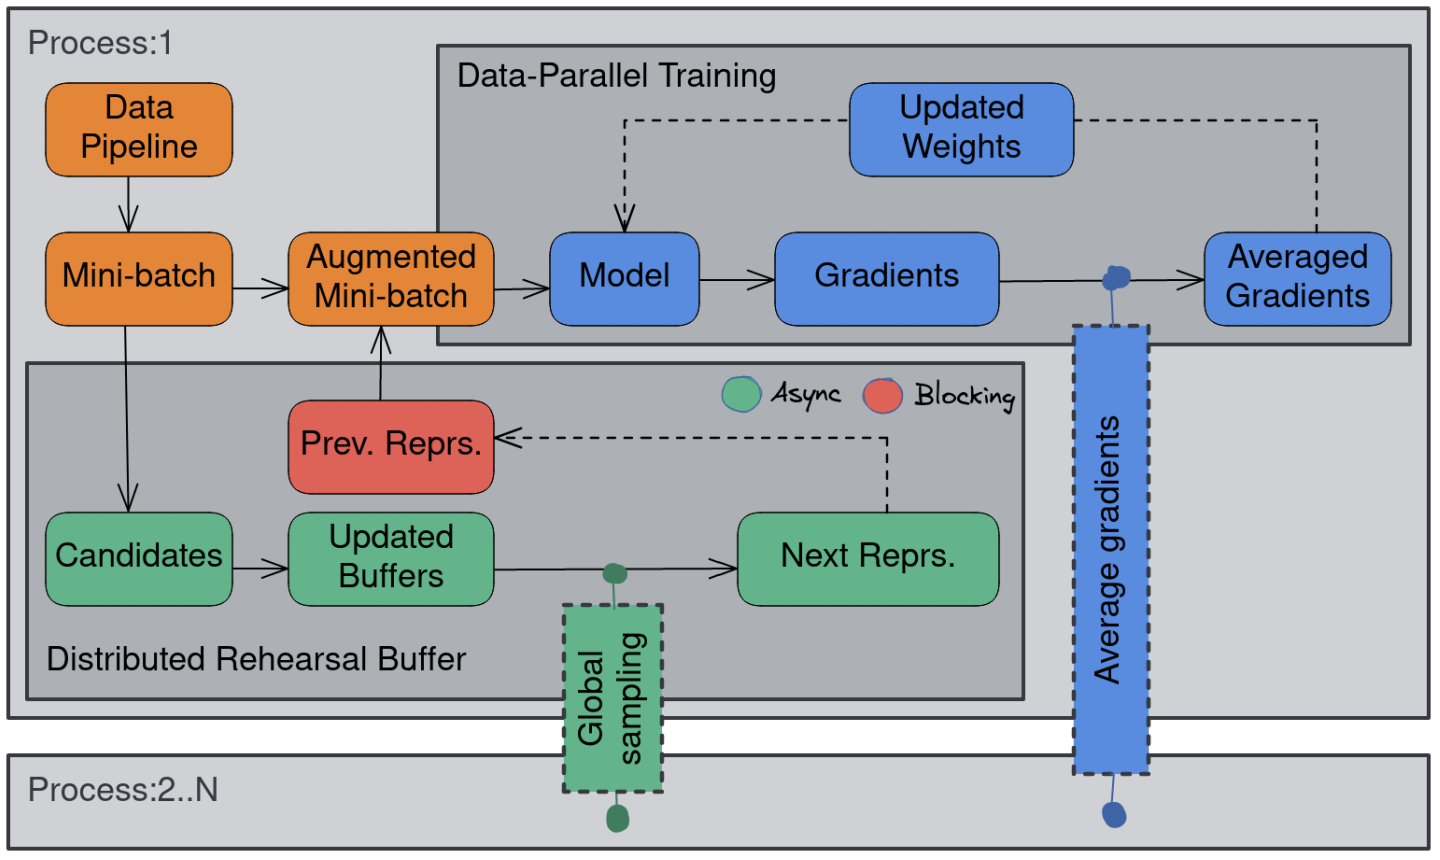 Process:1
Data-Parallel Training
Data
Pipeline
Updated
Weights
Mini-batch
Augmented
Mini-batch
Model
Gradients
Averaged
Gradients
Async
Blocking
Prev. Reprs.
Candidates
Updated
Buffers
Next Reprs.
Average gradients
Distributed Rehearsal Buffer
Global
sampling
Process:2..N